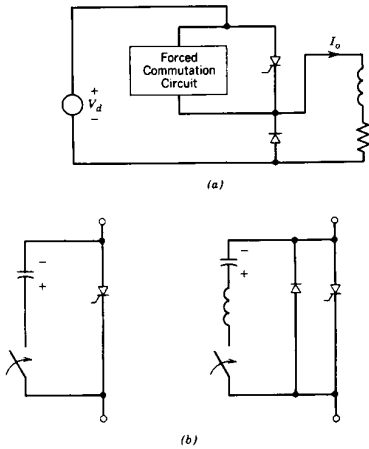 Forced
Commutation
Circuit
I_o
+
V_d
−
(a)
−
+
−
+
(b)